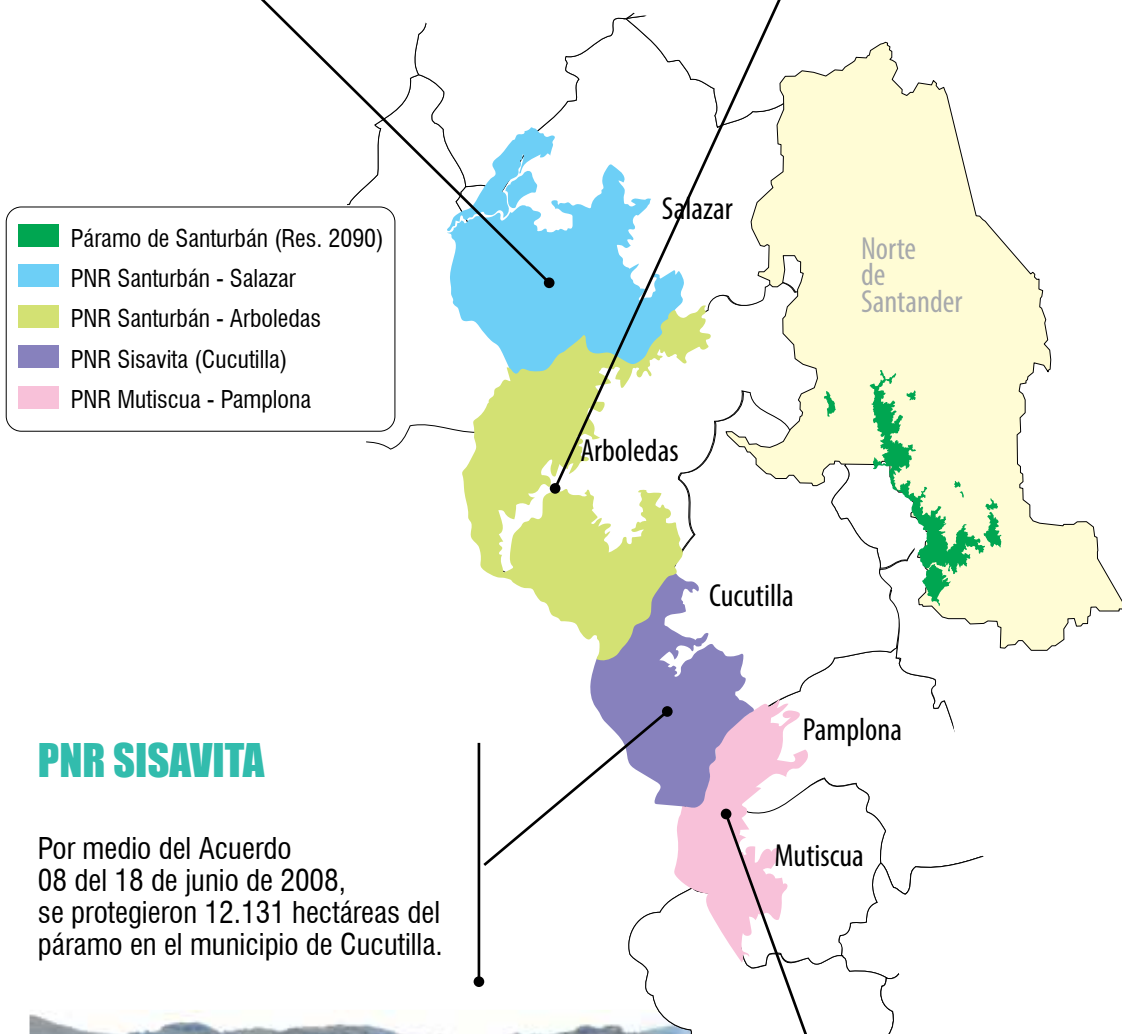 Salazar
Norte
de
Santander
Páramo de Santurbán (Res. 2090)
PNR Santurbán - Salazar
PNR Santurbán - Arboledas
PNR Sisavita (Cucutilla)
PNR Mutiscua - Pamplona
Arboledas
Cucutilla
Pamplona
Mutiscua
PNR SISAVITA
Por medio del Acuerdo
08 del 18 de junio de 2008,
se protegieron 12.131 hectáreas del
páramo en el municipio de Cucutilla.